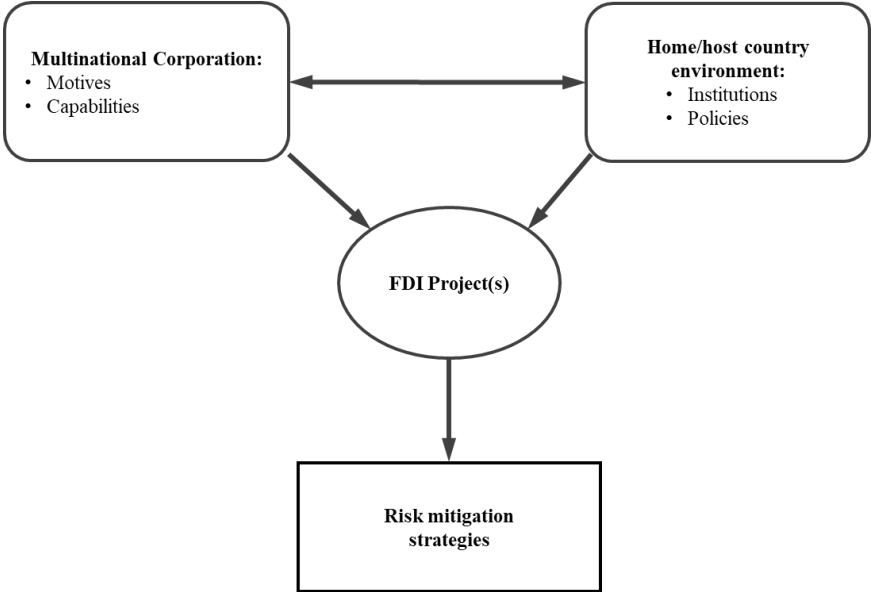 Multinational Corporation:
• Motives
• Capabilities
Home/host country
environment:
• Institutions
• Policies
FDI Project(s)
Risk mitigation
strategies